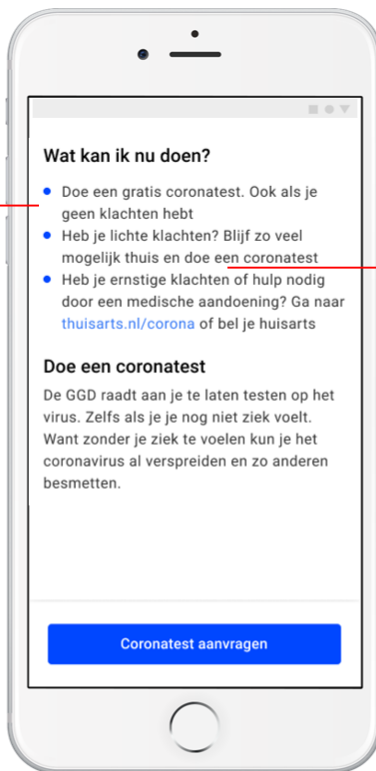 Wat kan ik nu doen?
Doe een gratis coronatest. Ook als je
geen klachten hebt
Heb je lichte klachten? Blijf zo veel
mogelijk thuis en doe een coronatest
Heb je ernstige klachten of hulp nodig
door een medische aandoening? Ga naar
thuisarts.nl/corona of bel je huisarts
Doe een coronatest
De GGD raadt aan je te laten testen op het
virus. Zelfs als je je nog niet ziek voelt.
Want zonder je ziek te voelen kun je het
coronavirus al verspreiden en zo anderen
besmetten.
Coronatest aanvragen